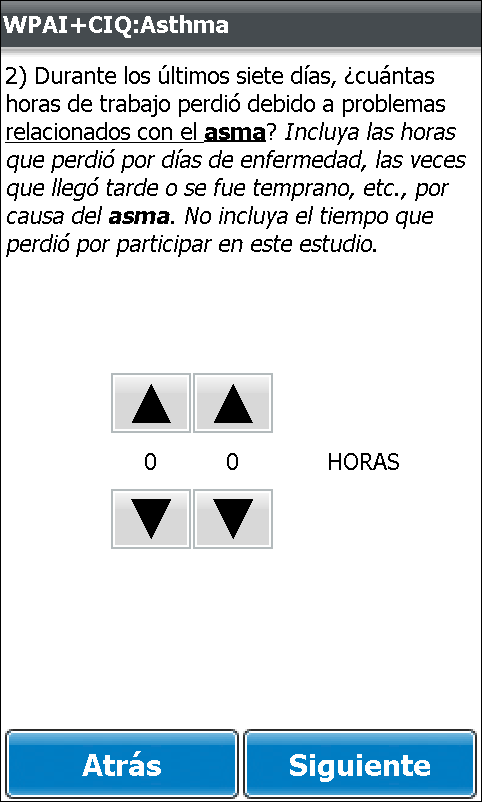 WPAI+CIQ:Asthma
2) Durante los últimos siete días, ¿cuántas
horas de trabajo perdió debido a problemas
relacionados con el asma? Incluya las horas
que perdió por días de enfermedad, las veces
que llegó tarde o se fue temprano, etc., por
causa del asma. No incluya el tiempo que
perdió por participar en este estudio.
0 0 HORAS
Atrás Siguiente